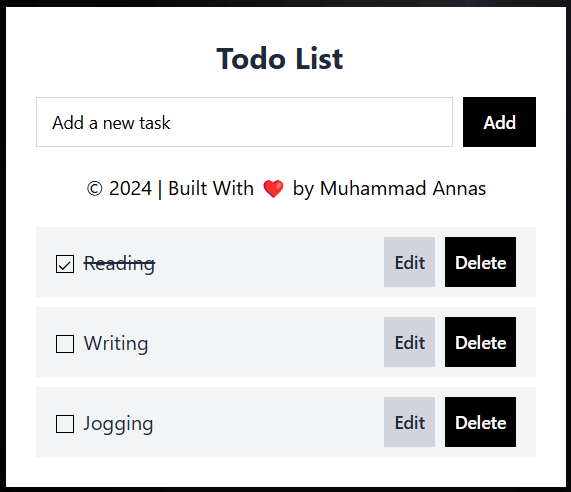 Todo List
Add a new task Add
© 2024 | Built With ❤️ by Muhammad Annas
Reading Edit Delete
Writing Edit Delete
Jogging Edit Delete